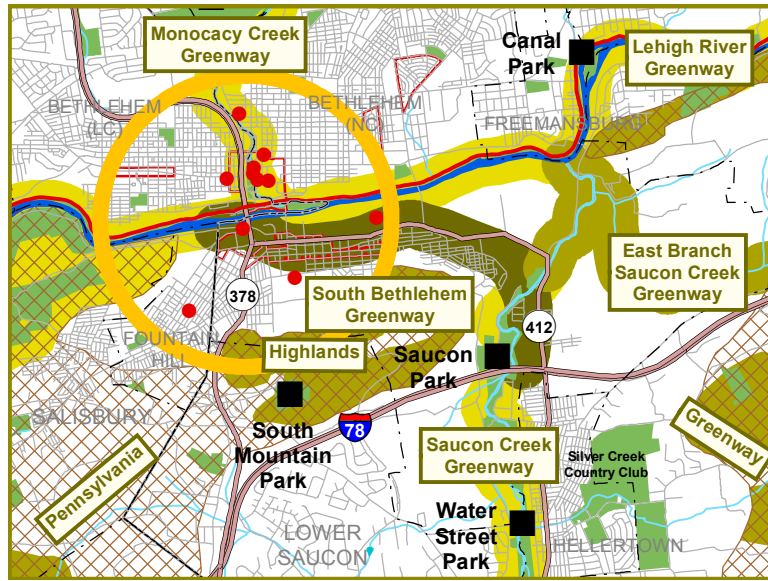 Monocacy Creek
Greenway
Canal
Park
Lehigh River
Greenway
BETHLEHEM
(LC)
BETHLEHEM
(NC)
FREEMANSBURG
East Branch
Saucon Creek
Greenway
378
South Bethlehem
Greenway
412
FOUNTAIN
HILL
Highlands
Saucon
Park
SALISBURY
South
Mountain
Park
78
Saucon Creek
Greenway
Greenway
Silver Creek
Country Club
Pennsylvania
Water
Street
Park
LOWER
SAUCON
HELLERTOWN